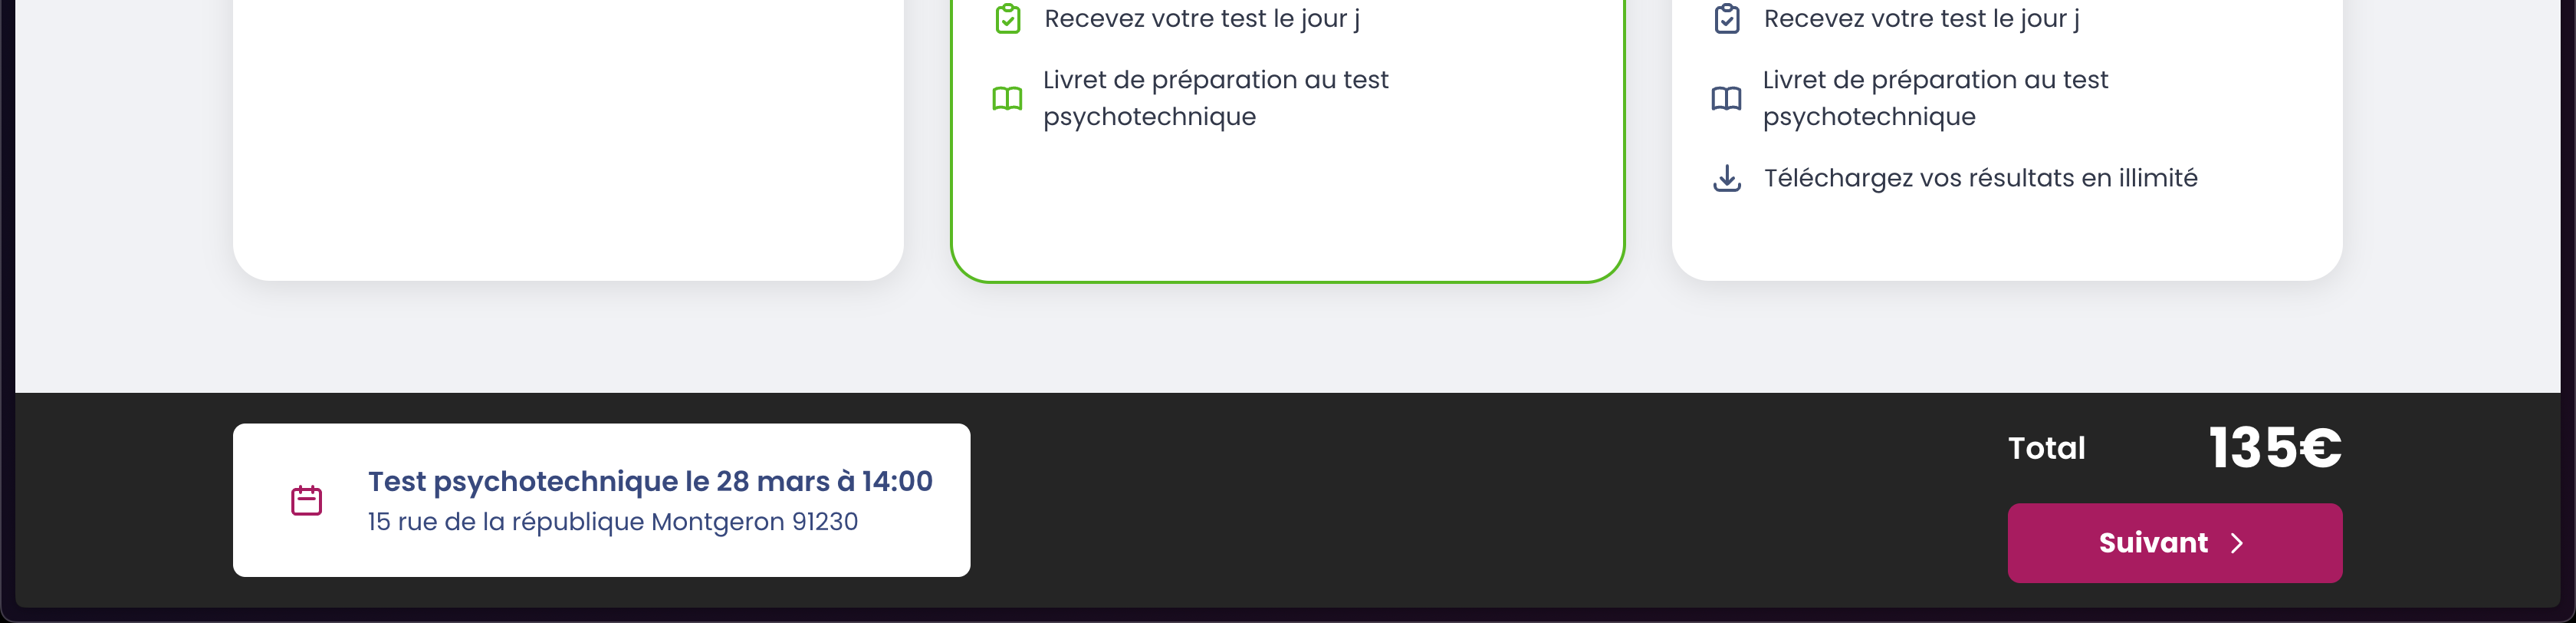 Recevez votre test le jour j
Livret de préparation au test
psychotechnique
Recevez votre test le jour j
Livret de préparation au test
psychotechnique
Téléchargez vos résultats en illimité
Test psychotechnique le 28 mars à 14:00
15 rue de la république Montgeron 91230
Total 135€
Suivant